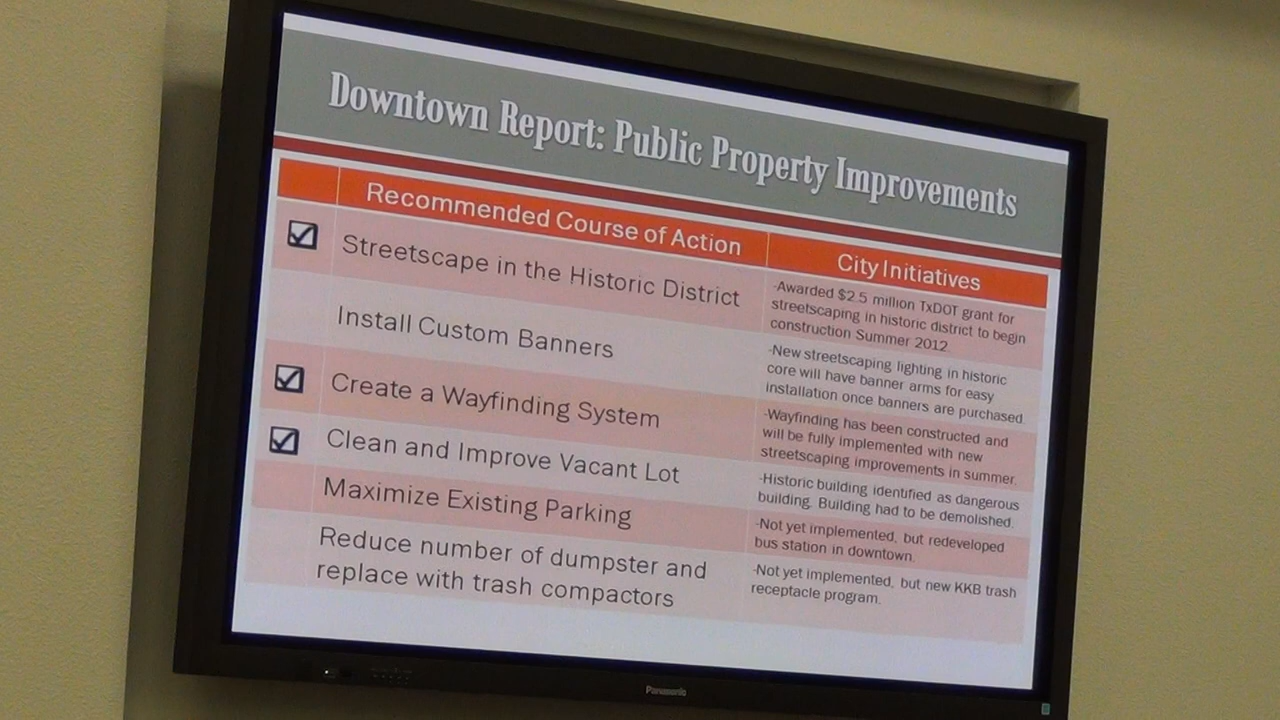 Downtown Report: Public Property Improvements
Recommended Course of Action
City Initiatives
Streetscape in the Historic District
-Awarded $2.5 million TxDOT grant for
streetscaping in historic district to begin
construction Summer 2012.
Install Custom Banners
-New streetscaping lighting in historic
core will have banner arms for easy
installation once banners are purchased.
Create a Wayfinding System
-Wayfinding has been constructed and
will be fully implemented with new
streetscaping improvements in summer.
Clean and Improve Vacant Lot
-Historic building identified as dangerous
building. Building had to be demolished.
Maximize Existing Parking
-Not yet implemented, but redeveloped
bus station in downtown.
Reduce number of dumpster and
replace with trash compactors
-Not yet implemented, but new KKB trash
receptacle program.
Panasonic